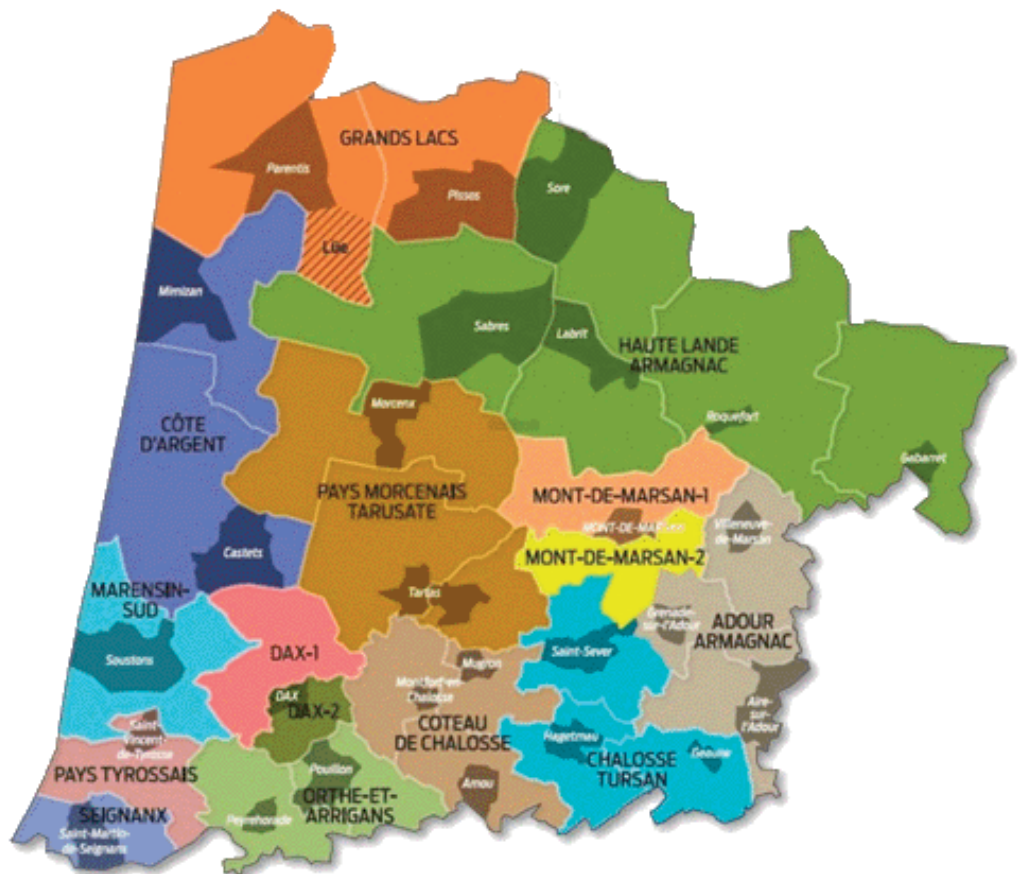 GRANDS LACS
Parentis
Pissos
Sore
Lüe
Mimizan
Sabres
Labrit
HAUTE LANDE
ARMAGNAC
Morcenx
Roquefort
CÔTE
D'ARGENT
Gabarret
PAYS MORCENAIS
TARUSATE
MONT-DE-MARSAN-1
MONT-DE-MARSAN
Villeneuve-
de-Marsan
Castets
MONT-DE-MARSAN-2
MARENSIN-
SUD
Tartas
Grenade-
sur-l'Adour
ADOUR
ARMAGNAC
Soustons
DAX-1
Saint-Sever
Mugron
Montfort-en-
Chalosse
DAX
DAX-2
Aire-
sur-
l'Adour
Saint-
Vincent-
de-Tyrosse
COTEAU
DE CHALOSSE
Hagetmau
Geaune
PAYS TYROSSAIS
Pouillon
CHALOSSE
TURSAN
Amou
ORTHE-ET-
ARRIGANS
SEIGNANX
Peyrehorade
Saint-Martin-
de-Seignans